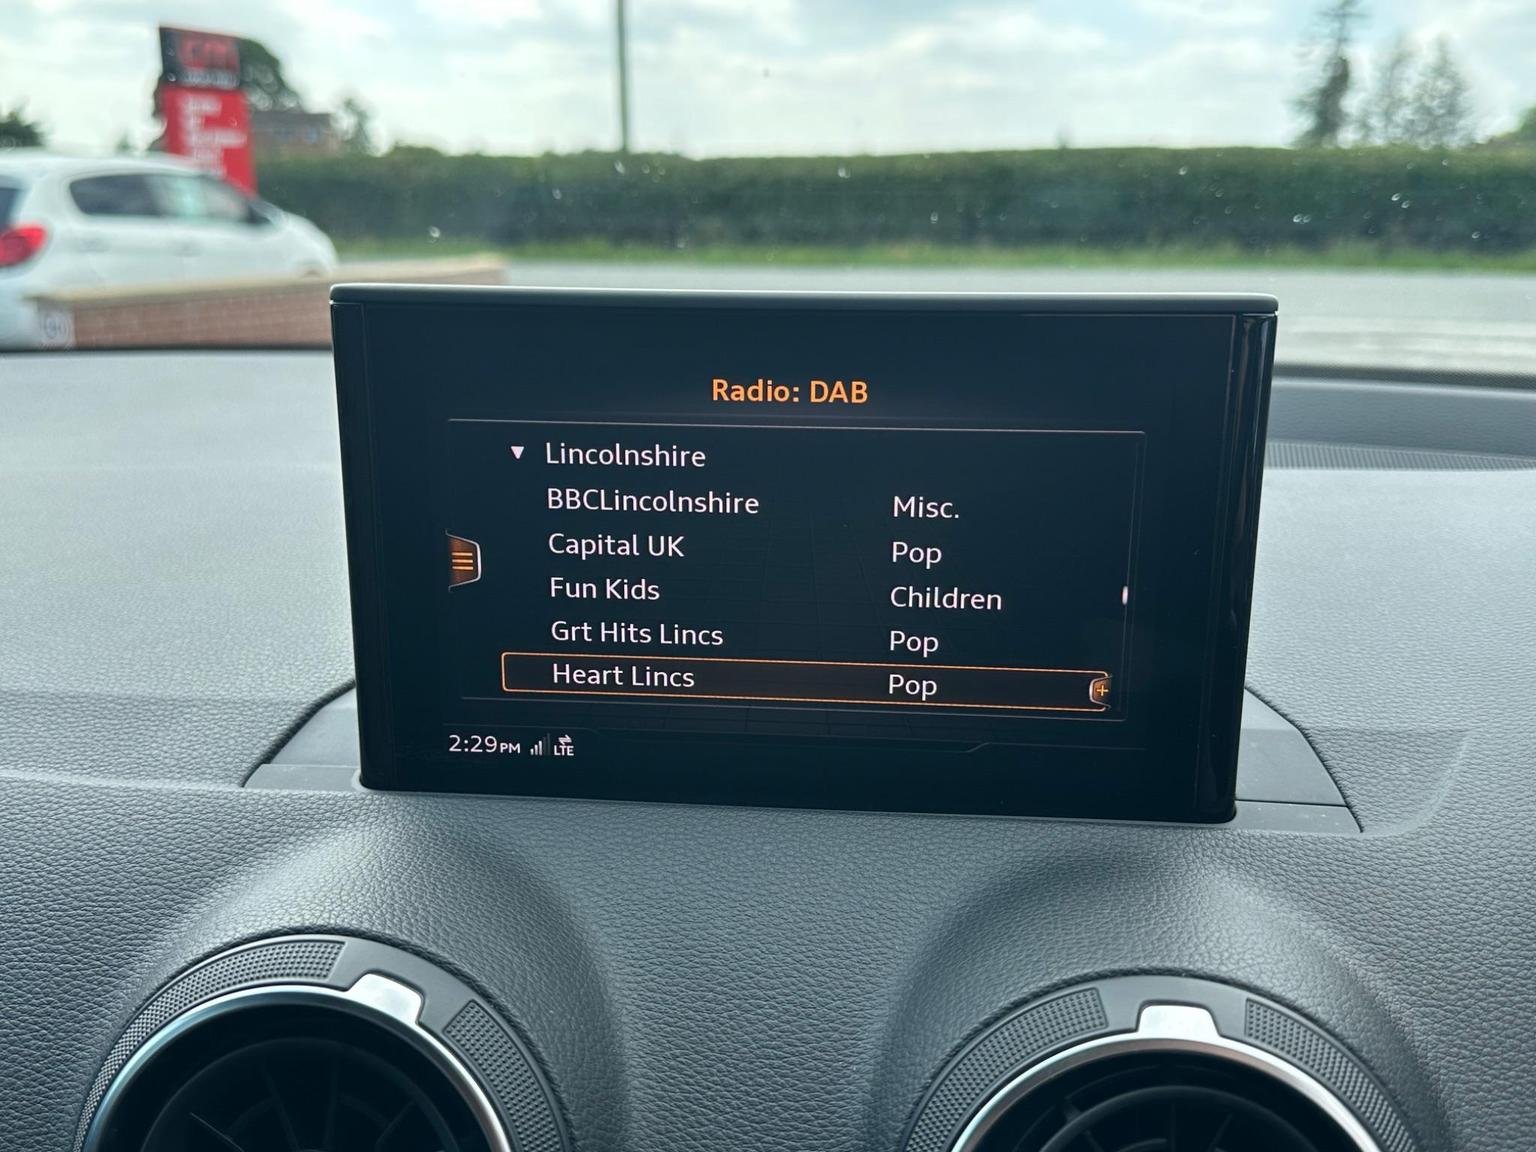 cm
Radio: DAB
▼ Lincolnshire
BBCLincolnshire Misc.
Capital UK Pop
Fun Kids Children
Grt Hits Lincs Pop
Heart Lincs Pop
2:29PM LTE